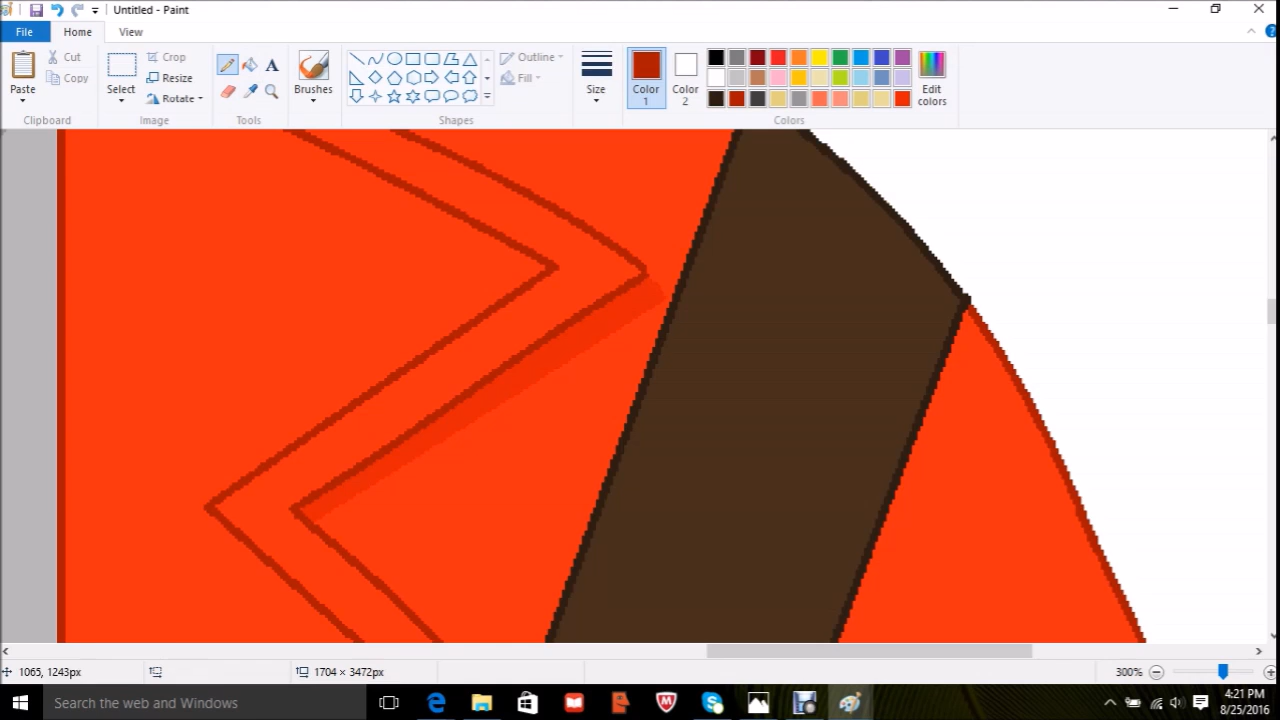 Untitled - Paint
File Home View
Paste
Cut
Copy
Clipboard
Select
Crop
Resize
Rotate
Image
A
Tools
Brushes
Outline
Fill
Shapes
Size
Color 1
Color 2
Edit colors
Colors
1065, 1243px
1704 × 3472px
300%
Search the web and Windows
4:21 PM
8/25/2016